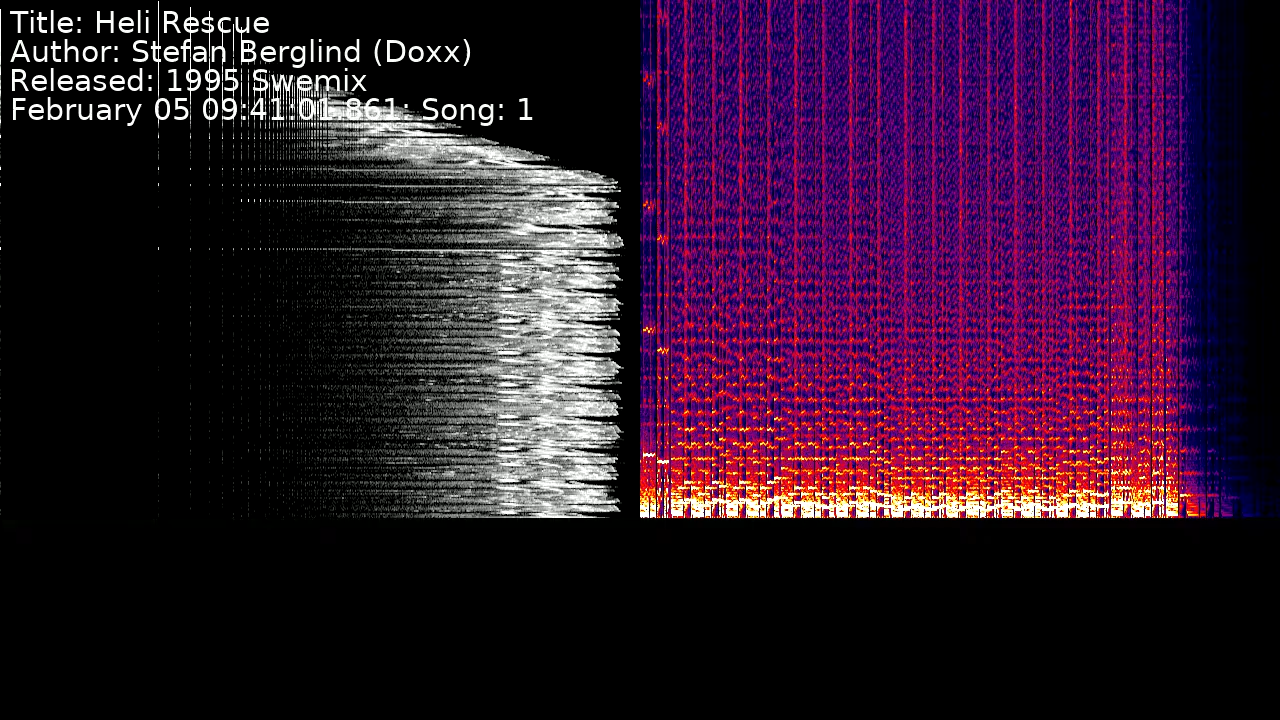 Title: Heli Rescue
Author: Stefan Berglind (Doxx)
Released: 1995 Swemix
February 05 09:41:01.861: Song: 1